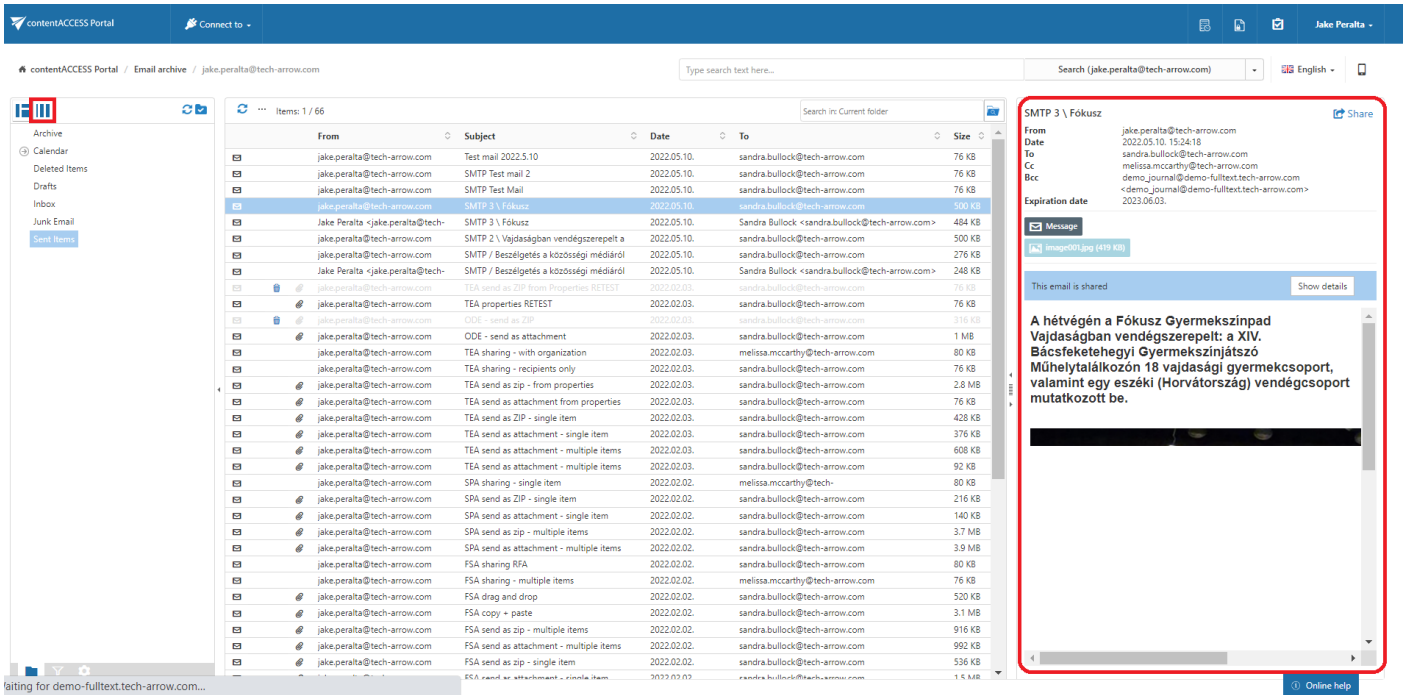 contentACCESS Portal
Connect to
Jake Peralta
contentACCESS Portal / Email archive / jake.peralta@tech-arrow.com
Type search text here...
Search (jake.peralta@tech-arrow.com)
English
Archive
Calendar
Deleted Items
Drafts
Inbox
Junk Email
Sent Items
Items: 1 / 66
Search in: Current folder
From Subject Date To Size
jake.peralta@tech-arrow.com Test mail 2022.5.10 2022.05.10. sandra.bullock@tech-arrow.com 76 KB
jake.peralta@tech-arrow.com SMTP Test mail 2 2022.05.10. sandra.bullock@tech-arrow.com 76 KB
jake.peralta@tech-arrow.com SMTP Test Mail 2022.05.10. sandra.bullock@tech-arrow.com 76 KB
jake.peralta@tech-arrow.com SMTP 3 \ Fókusz 2022.05.10. sandra.bullock@tech-arrow.com 500 KB
Jake Peralta <jake.peralta@tech- SMTP 3 \ Fókusz 2022.05.10. Sandra Bullock <sandra.bullock@tech-arrow.com> 484 KB
jake.peralta@tech-arrow.com SMTP 2 \ Vajdaságban vendégszerepelt a 2022.05.10. sandra.bullock@tech-arrow.com 500 KB
jake.peralta@tech-arrow.com SMTP / Beszélgetés a közösségi médiáról 2022.05.10. sandra.bullock@tech-arrow.com 276 KB
Jake Peralta <jake.peralta@tech- SMTP / Beszélgetés a közösségi médiáról 2022.05.10. Sandra Bullock <sandra.bullock@tech-arrow.com> 248 KB
jake.peralta@tech-arrow.com TEA send as ZIP from Properties RETEST 2022.02.03. sandra.bullock@tech-arrow.com 76 KB
jake.peralta@tech-arrow.com TEA properties RETEST 2022.02.03. sandra.bullock@tech-arrow.com 76 KB
jake.peralta@tech-arrow.com ODE - send as ZIP 2022.02.03. sandra.bullock@tech-arrow.com 316 KB
jake.peralta@tech-arrow.com ODE - send as attachment 2022.02.03. sandra.bullock@tech-arrow.com 1 MB
jake.peralta@tech-arrow.com TEA sharing - with organization 2022.02.03. melissa.mccarthy@tech-arrow.com 80 KB
jake.peralta@tech-arrow.com TEA sharing - recipients only 2022.02.03. sandra.bullock@tech-arrow.com 76 KB
jake.peralta@tech-arrow.com TEA send as zip - from properties 2022.02.03. sandra.bullock@tech-arrow.com 2.8 MB
jake.peralta@tech-arrow.com TEA send as attachment from properties 2022.02.03. sandra.bullock@tech-arrow.com 76 KB
jake.peralta@tech-arrow.com TEA send as ZIP - single item 2022.02.03. sandra.bullock@tech-arrow.com 428 KB
jake.peralta@tech-arrow.com TEA send as attachment - single item 2022.02.03. sandra.bullock@tech-arrow.com 376 KB
jake.peralta@tech-arrow.com TEA send as attachment - multiple items 2022.02.03. sandra.bullock@tech-arrow.com 608 KB
jake.peralta@tech-arrow.com TEA send as attachment - multiple items 2022.02.03. sandra.bullock@tech-arrow.com 92 KB
jake.peralta@tech-arrow.com SPA sharing - single item 2022.02.02. melissa.mccarthy@tech- 80 KB
jake.peralta@tech-arrow.com SPA send as ZIP - single item 2022.02.02. sandra.bullock@tech-arrow.com 216 KB
jake.peralta@tech-arrow.com SPA send as attachment - single item 2022.02.02. sandra.bullock@tech-arrow.com 140 KB
jake.peralta@tech-arrow.com SPA send as zip - multiple items 2022.02.02. sandra.bullock@tech-arrow.com 3.7 MB
jake.peralta@tech-arrow.com SPA send as attachment - multiple items 2022.02.02. sandra.bullock@tech-arrow.com 3.9 MB
jake.peralta@tech-arrow.com FSA sharing RFA 2022.02.02. sandra.bullock@tech-arrow.com 80 KB
jake.peralta@tech-arrow.com FSA sharing - multiple items 2022.02.02. melissa.mccarthy@tech-arrow.com 76 KB
jake.peralta@tech-arrow.com FSA drag and drop 2022.02.02. sandra.bullock@tech-arrow.com 520 KB
jake.peralta@tech-arrow.com FSA copy + paste 2022.02.02. sandra.bullock@tech-arrow.com 3.1 MB
jake.peralta@tech-arrow.com FSA send as zip - multiple items 2022.02.02. sandra.bullock@tech-arrow.com 916 KB
jake.peralta@tech-arrow.com FSA send as attachment - multiple items 2022.02.02. sandra.bullock@tech-arrow.com 992 KB
jake.peralta@tech-arrow.com FSA send as zip - single item 2022.02.02. sandra.bullock@tech-arrow.com 536 KB
jake.peralta@tech-arrow.com FSA send as attachment - single item 2022.02.02. sandra.bullock@tech-arrow.com 1.5 MB
SMTP 3 \ Fókusz
Share
From jake.peralta@tech-arrow.com
Date 2022.05.10. 15:24:18
To sandra.bullock@tech-arrow.com
Cc melissa.mccarthy@tech-arrow.com
Bcc demo_journal@demo-fulltext.tech-arrow.com
<demo_journal@demo-fulltext.tech-arrow.com>
Expiration date 2023.06.03.
Message
image001.jpg (419 KB)
This email is shared
Show details
A hétvégén a Fókusz Gyermekszínpad
Vajdaságban vendégszerepelt: a XIV.
Bácsfeketehegyi Gyermekszínjátszó
Műhelytalálkozón 18 vajdasági gyermekcsoport,
valamint egy eszéki (Horvátország) vendégcsoport
mutatkozott be.
aiting for demo-fulltext.tech-arrow.com...
Online help